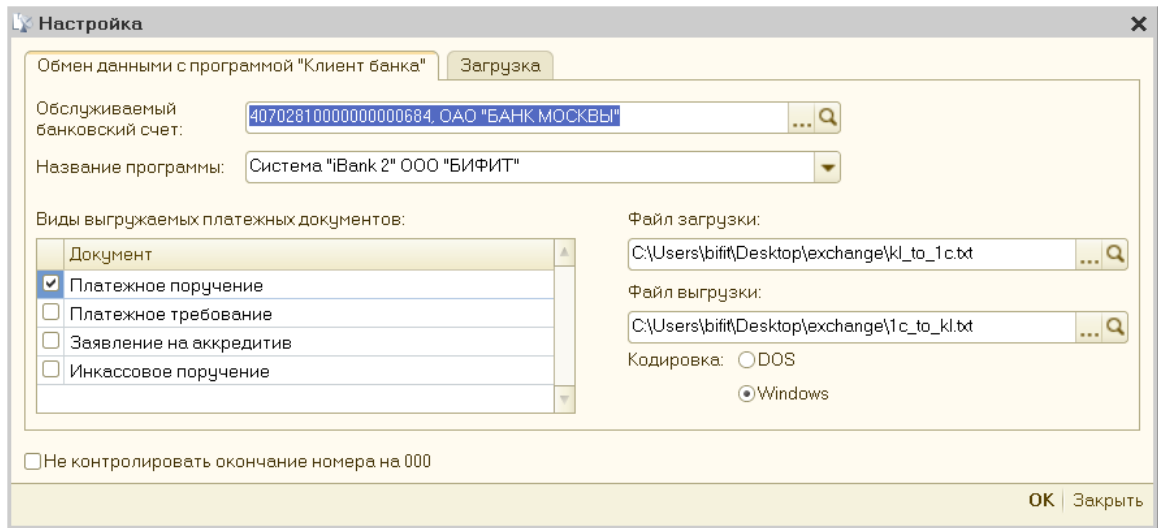 Настройка
Обмен данными с программой "Клиент банка"
Загрузка
Обслуживаемый
банковский счет:
40702810000000000684, ОАО "БАНК МОСКВЫ"
...
Название программы:
Система "iBank 2" ООО "БИФИТ"
Виды выгружаемых платежных документов:
Документ
Платежное поручение
Платежное требование
Заявление на аккредитив
Инкассовое поручение
Файл загрузки:
C:\Users\bifit\Desktop\exchange\kl_to_1c.txt
...
Файл выгрузки:
C:\Users\bifit\Desktop\exchange\1c_to_kl.txt
...
Кодировка: DOS
Windows
Не контролировать окончание номера на 000
OK Закрыть